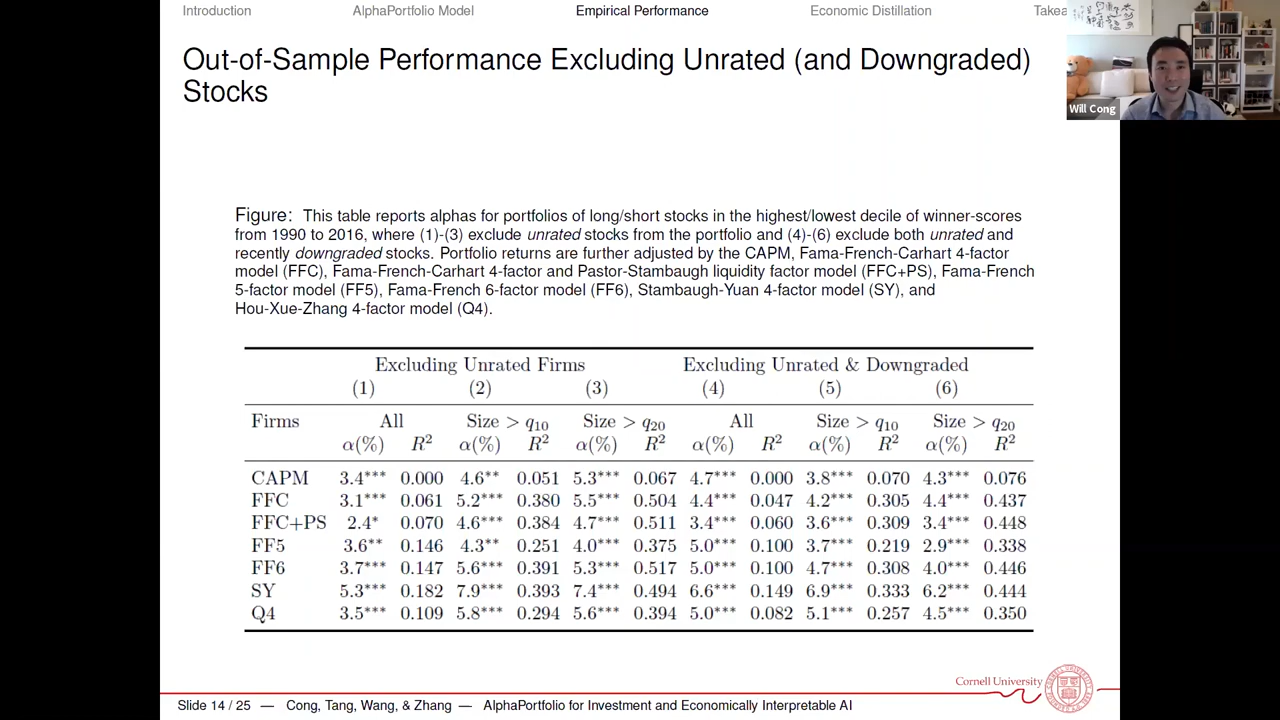 Introduction AlphaPortfolio Model Empirical Performance Economic Distillation Takea
Out-of-Sample Performance Excluding Unrated (and Downgraded)
Stocks
Will Cong
Figure: This table reports alphas for portfolios of long/short stocks in the highest/lowest decile of winner-scores
from 1990 to 2016, where (1)-(3) exclude unrated stocks from the portfolio and (4)-(6) exclude both unrated and
recently downgraded stocks. Portfolio returns are further adjusted by the CAPM, Fama-French-Carhart 4-factor
model (FFC), Fama-French-Carhart 4-factor and Pastor-Stambaugh liquidity factor model (FFC+PS), Fama-French
5-factor model (FF5), Fama-French 6-factor model (FF6), Stambaugh-Yuan 4-factor model (SY), and
Hou-Xue-Zhang 4-factor model (Q4).
Excluding Unrated Firms Excluding Unrated & Downgraded
(1) (2) (3) (4) (5) (6)
Firms All Size > q10 Size > q20 All Size > q10 Size > q20
α(%) R² α(%) R² α(%) R² α(%) R² α(%) R² α(%) R²
CAPM 3.4*** 0.000 4.6** 0.051 5.3*** 0.067 4.7*** 0.000 3.8*** 0.070 4.3*** 0.076
FFC 3.1*** 0.061 5.2*** 0.380 5.5*** 0.504 4.4*** 0.047 4.2*** 0.305 4.4*** 0.437
FFC+PS 2.4* 0.070 4.6*** 0.384 4.7*** 0.511 3.4*** 0.060 3.6*** 0.309 3.4*** 0.448
FF5 3.6** 0.146 4.3** 0.251 4.0*** 0.375 5.0*** 0.100 3.7*** 0.219 2.9*** 0.338
FF6 3.7*** 0.147 5.6*** 0.391 5.3*** 0.517 5.0*** 0.100 4.7*** 0.308 4.0*** 0.446
SY 5.3*** 0.182 7.9*** 0.393 7.4*** 0.494 6.6*** 0.149 6.9*** 0.333 6.2*** 0.444
Q4 3.5*** 0.109 5.8*** 0.294 5.6*** 0.394 5.0*** 0.082 5.1*** 0.257 4.5*** 0.350
Cornell University
Slide 14 / 25 — Cong, Tang, Wang, & Zhang — AlphaPortfolio for Investment and Economically Interpretable AI